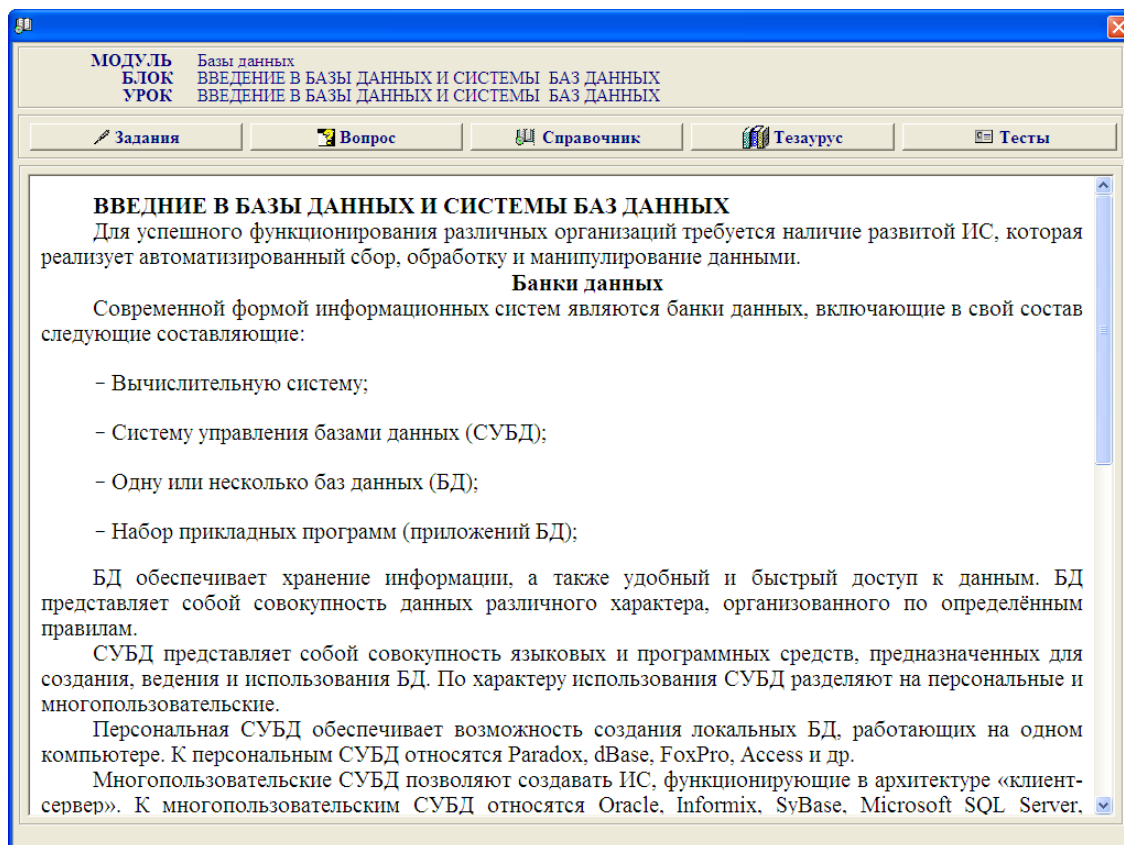 МОДУЛЬ Базы данных
БЛОК ВВЕДЕНИЕ В БАЗЫ ДАННЫХ И СИСТЕМЫ БАЗ ДАННЫХ
УРОК ВВЕДЕНИЕ В БАЗЫ ДАННЫХ И СИСТЕМЫ БАЗ ДАННЫХ
Задания Вопрос Справочник Тезаурус Тесты
ВВЕДНИЕ В БАЗЫ ДАННЫХ И СИСТЕМЫ БАЗ ДАННЫХ
Для успешного функционирования различных организаций требуется наличие развитой ИС, которая
реализует автоматизированный сбор, обработку и манипулирование данными.
Банки данных
Современной формой информационных систем являются банки данных, включающие в свой состав
следующие составляющие:
− Вычислительную систему;
− Систему управления базами данных (СУБД);
− Одну или несколько баз данных (БД);
− Набор прикладных программ (приложений БД);
БД обеспечивает хранение информации, а также удобный и быстрый доступ к данным. БД
представляет собой совокупность данных различного характера, организованного по определённым
правилам.
СУБД представляет собой совокупность языковых и программных средств, предназначенных для
создания, ведения и использования БД. По характеру использования СУБД разделяют на персональные и
многопользовательские.
Персональная СУБД обеспечивает возможность создания локальных БД, работающих на одном
компьютере. К персональным СУБД относятся Paradox, dBase, FoxPro, Access и др.
Многопользовательские СУБД позволяют создавать ИС, функционирующие в архитектуре «клиент-
сервер». К многопользовательским СУБД относятся Oracle, Informix, SyBase, Microsoft SQL Server,